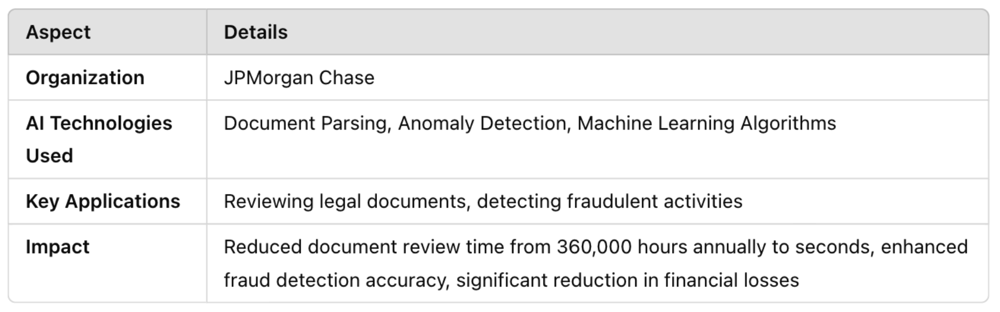 Aspect Details
Organization JPMorgan Chase
AI Technologies Document Parsing, Anomaly Detection, Machine Learning Algorithms
Used
Key Applications Reviewing legal documents, detecting fraudulent activities
Impact Reduced document review time from 360,000 hours annually to seconds, enhanced
fraud detection accuracy, significant reduction in financial losses